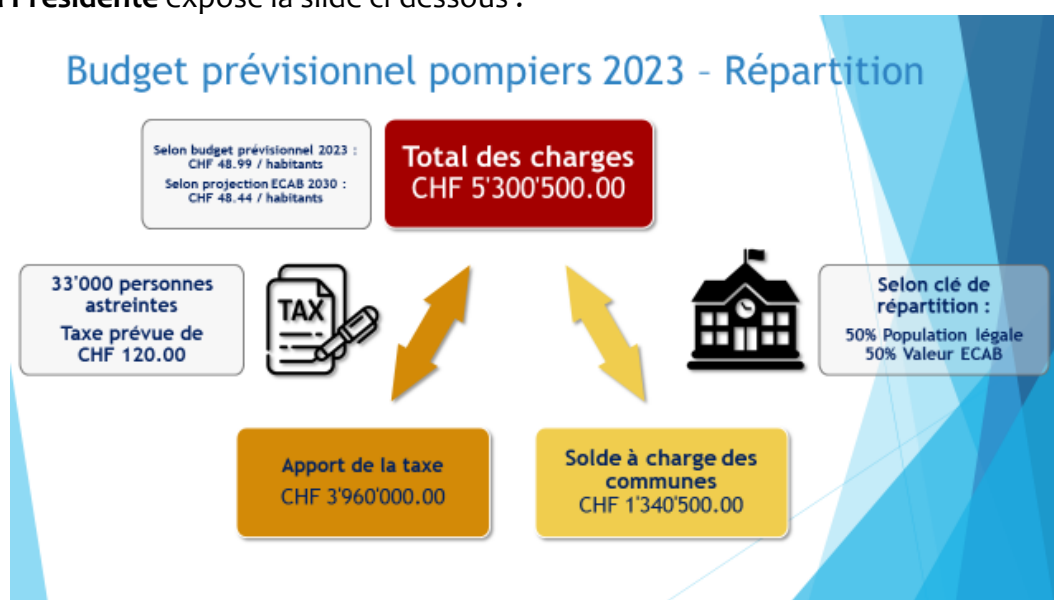 Présidente expose la slide ci dessous :
Budget prévisionnel pompiers 2023 – Répartition
Selon budget prévisionnel 2023 :
CHF 48.99 / habitants
Selon projection ECAB 2030 :
CHF 48.44 / habitants
Total des charges
CHF 5'300'500.00
33'000 personnes
astreintes
Taxe prévue de
CHF 120.00
TAX
Selon clé de
répartition :
50% Population légale
50% Valeur ECAB
Apport de la taxe
CHF 3'960'000.00
Solde à charge des
communes
CHF 1'340'500.00